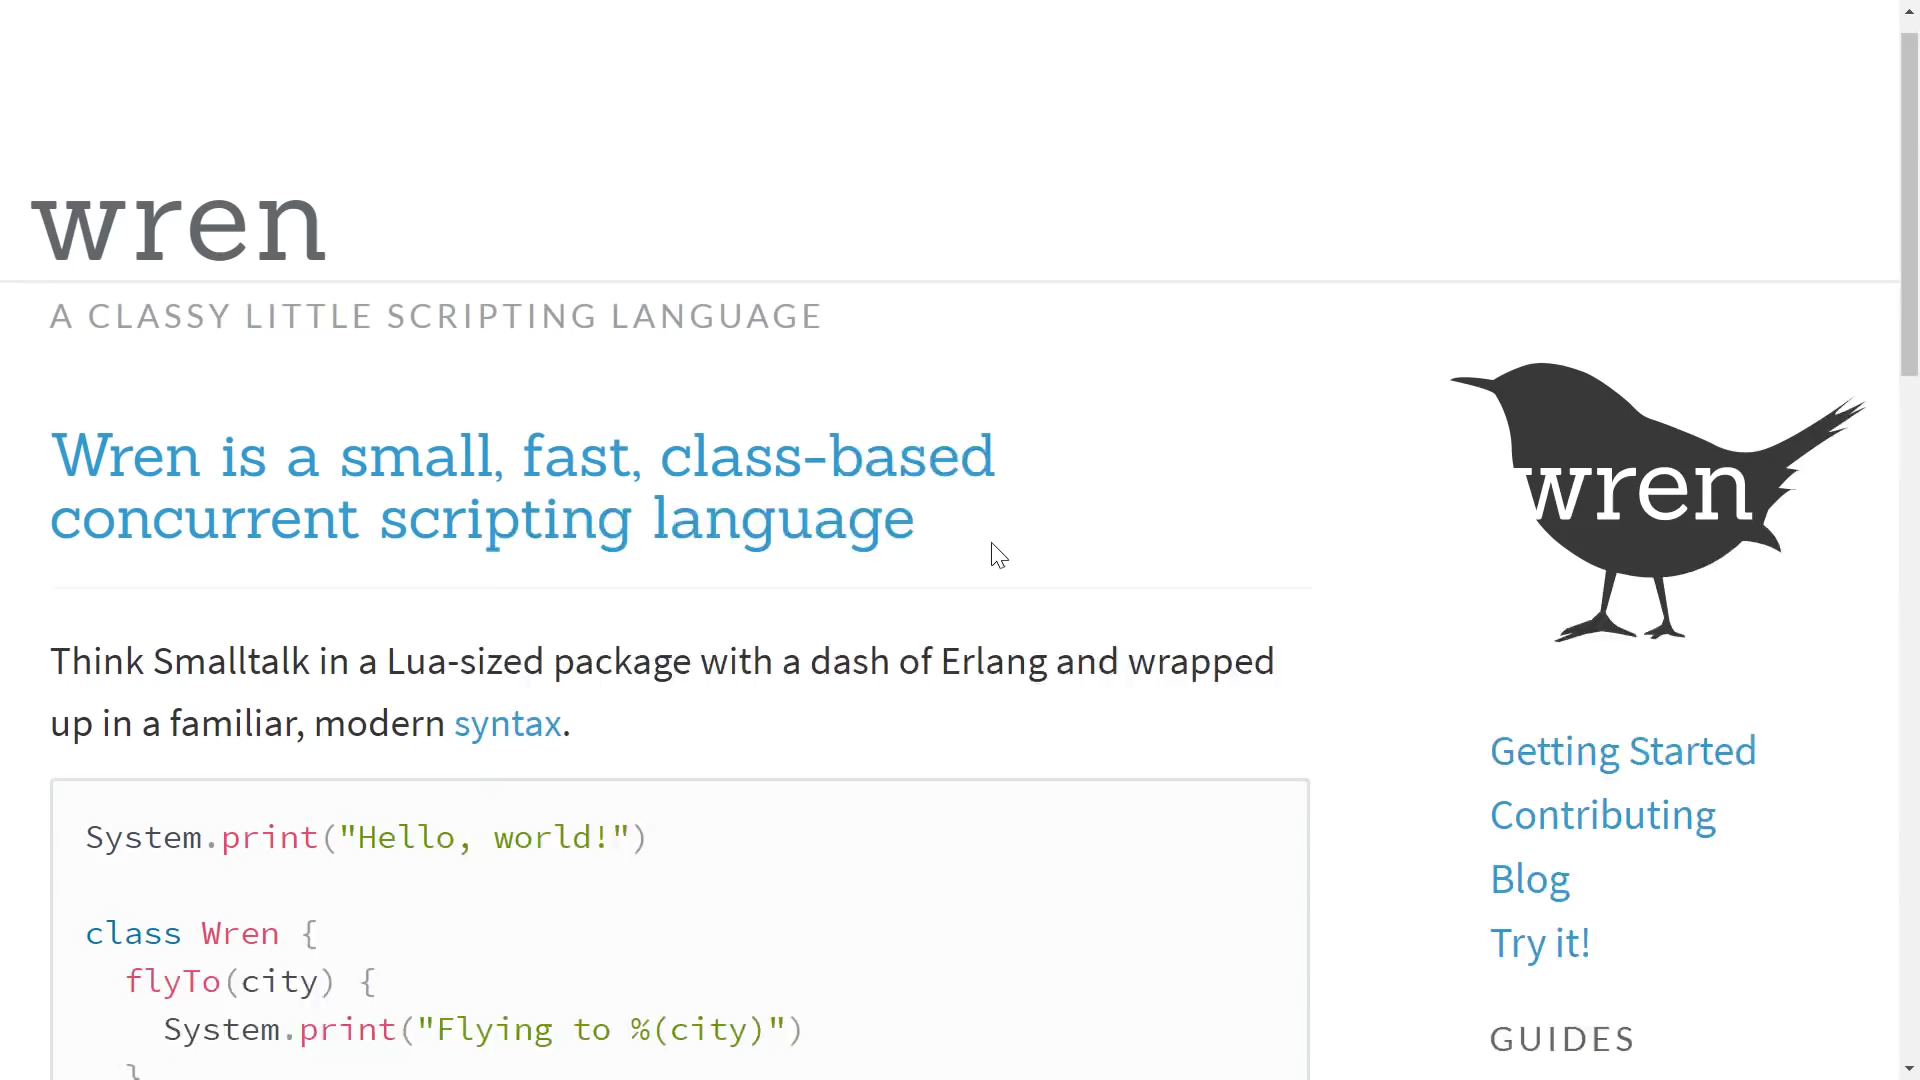 wren
A CLASSY LITTLE SCRIPTING LANGUAGE
Wren is a small, fast, class-based
concurrent scripting language
wren
Think Smalltalk in a Lua-sized package with a dash of Erlang and wrapped
up in a familiar, modern syntax.
System.print("Hello, world!")
class Wren {
flyTo(city) {
System.print("Flying to %(city)")
}
Getting Started
Contributing
Blog
Try it!
GUIDES